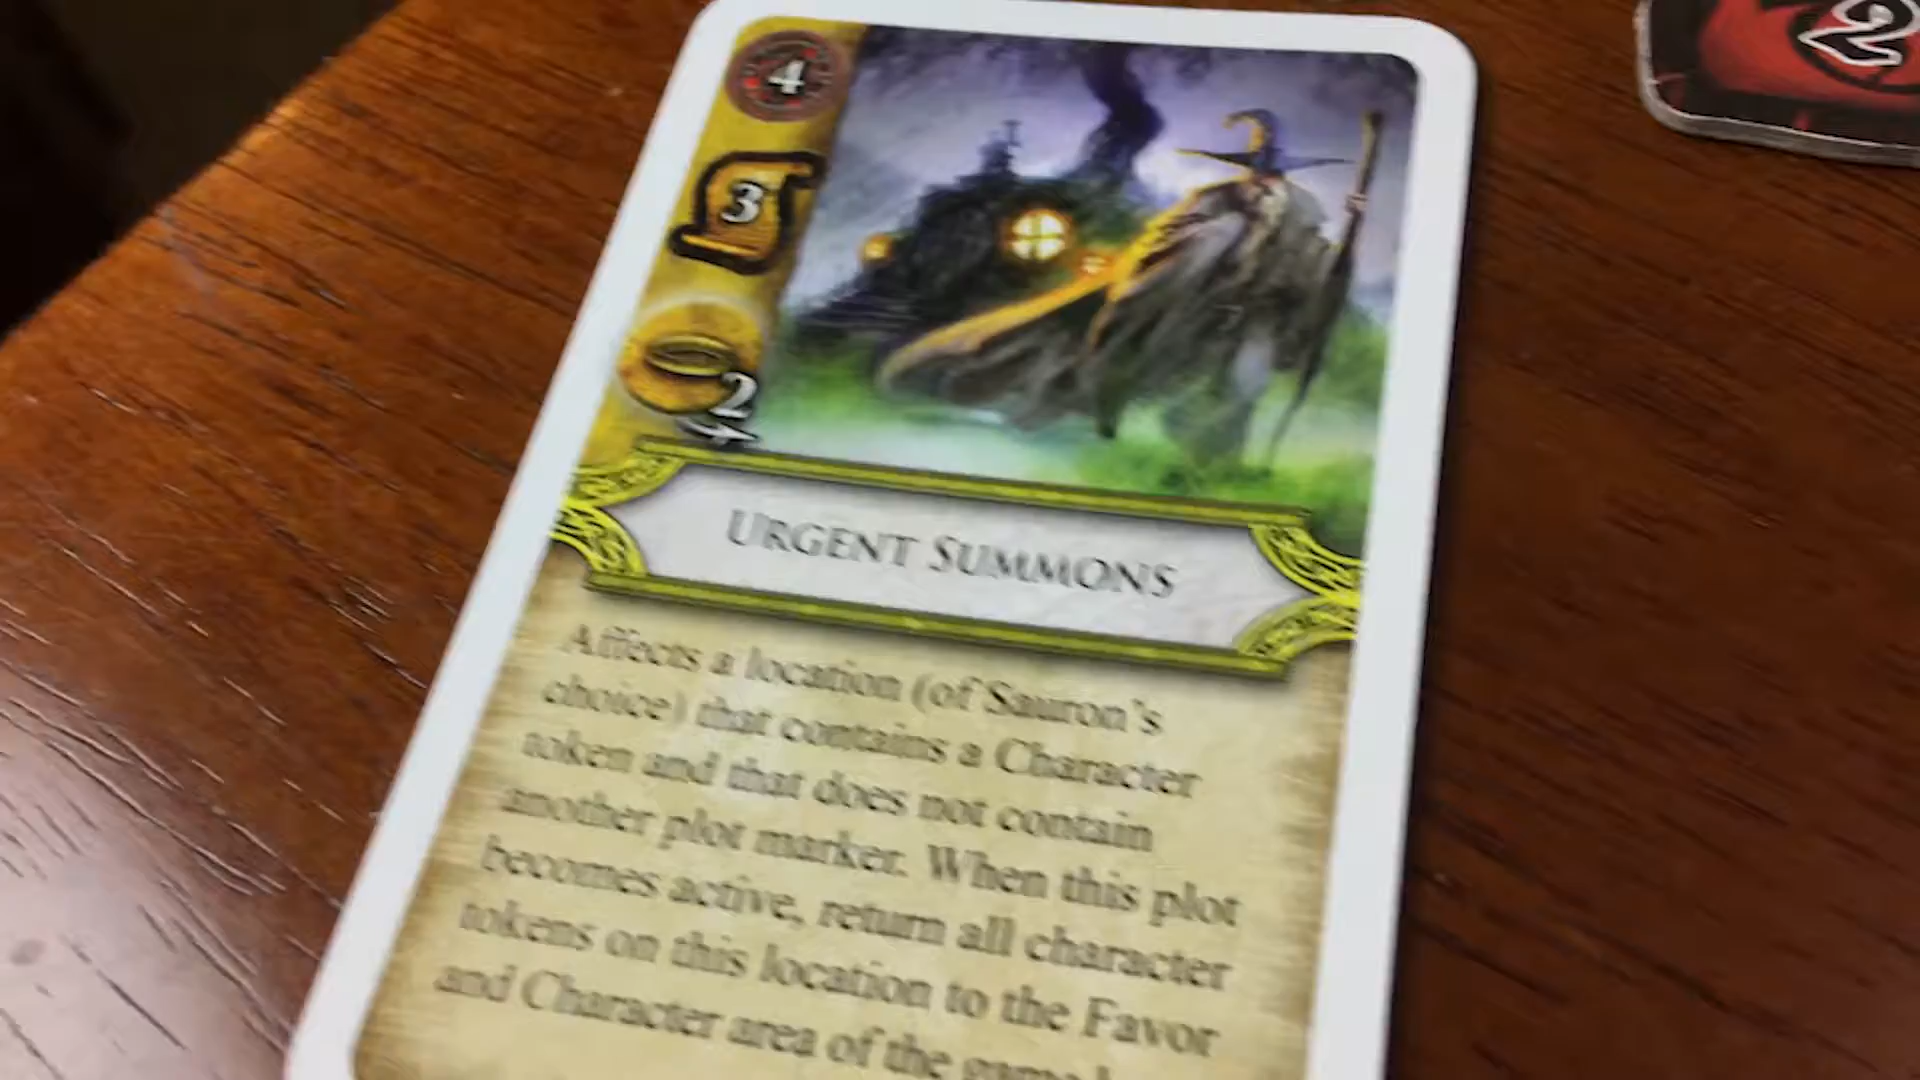 4
2
3
2
URGENT SUMMONS
Affects a location (of Sauron's
choice) that contains a Character
token and that does not contain
another plot marker. When this plot
becomes active, return all character
tokens on this location to the Favor
and Character area of the game